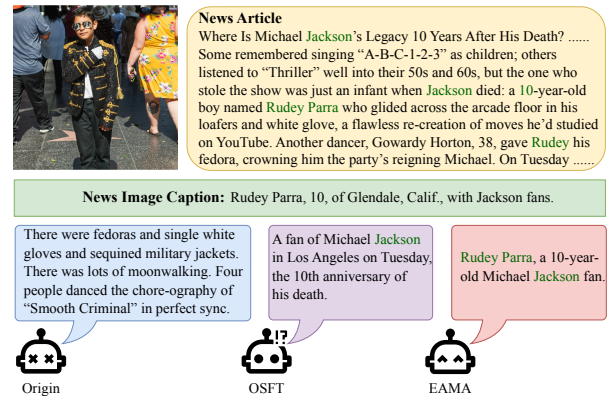 News Article
Where Is Michael Jackson’s Legacy 10 Years After His Death? ......
Some remembered singing “A-B-C-1-2-3” as children; others
listened to “Thriller” well into their 50s and 60s, but the one who
stole the show was just an infant when Jackson died: a 10-year-old
boy named Rudey Parra who glided across the arcade floor in his
loafers and white glove, a flawless re-creation of moves he’d studied
on YouTube. Another dancer, Gowardy Horton, 38, gave Rudey his
fedora, crowning him the party’s reigning Michael. On Tuesday ......
News Image Caption: Rudey Parra, 10, of Glendale, Calif., with Jackson fans.
There were fedoras and single white
gloves and sequined military jackets.
There was lots of moonwalking. Four
people danced the chore-ography of
“Smooth Criminal” in perfect sync.
A fan of Michael Jackson
in Los Angeles on Tuesday,
the 10th anniversary of
his death.
Rudey Parra, a 10-year-
old Michael Jackson fan.
!?
Origin
OSFT
EAMA